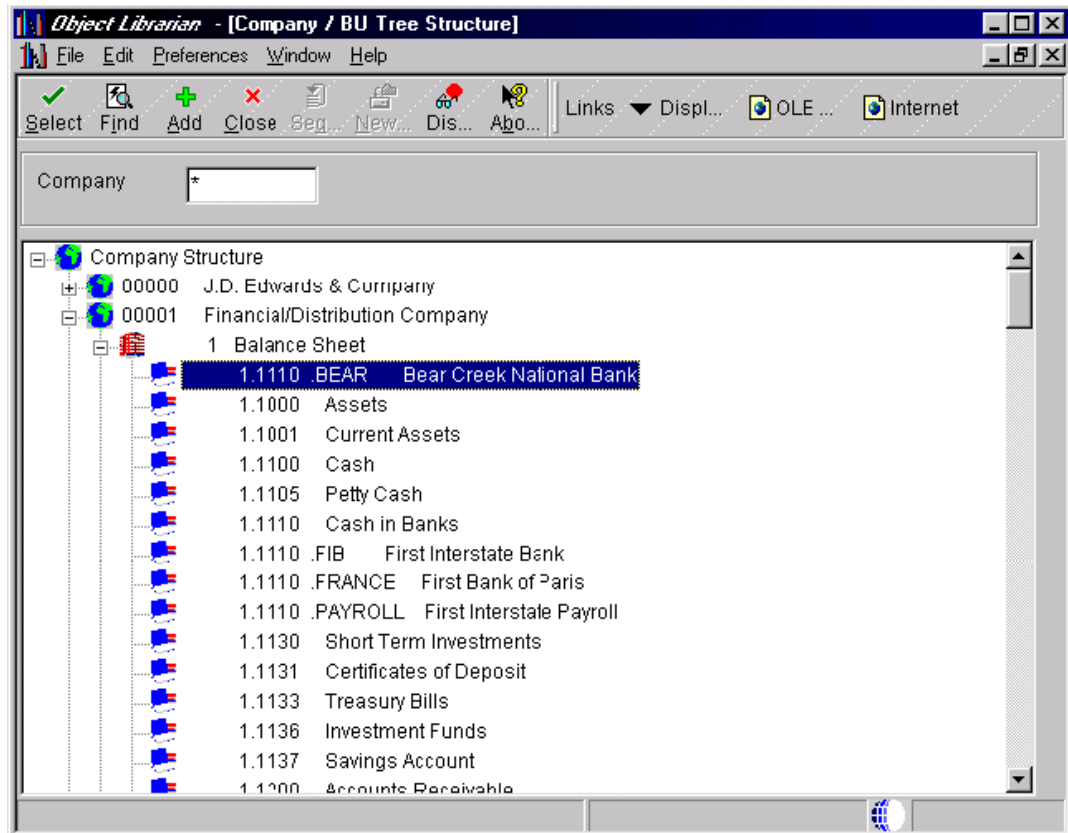 Object Librarian - [Company / BU Tree Structure]
File Edit Preferences Window Help
Select Find Add Close Seq... New... Dis... Abo... Links Displ... OLE ... Internet
Company *
Company Structure
00000 J.D. Edwards & Company
00001 Financial/Distribution Company
1 Balance Sheet
1.1110 .BEAR Bear Creek National Bank
1.1000 Assets
1.1001 Current Assets
1.1100 Cash
1.1105 Petty Cash
1.1110 Cash in Banks
1.1110 .FIB First Interstate Bank
1.1110 .FRANCE First Bank of Paris
1.1110 .PAYROLL First Interstate Payroll
1.1130 Short Term Investments
1.1131 Certificates of Deposit
1.1133 Treasury Bills
1.1136 Investment Funds
1.1137 Savings Account
1.1200 Accounts Receivable